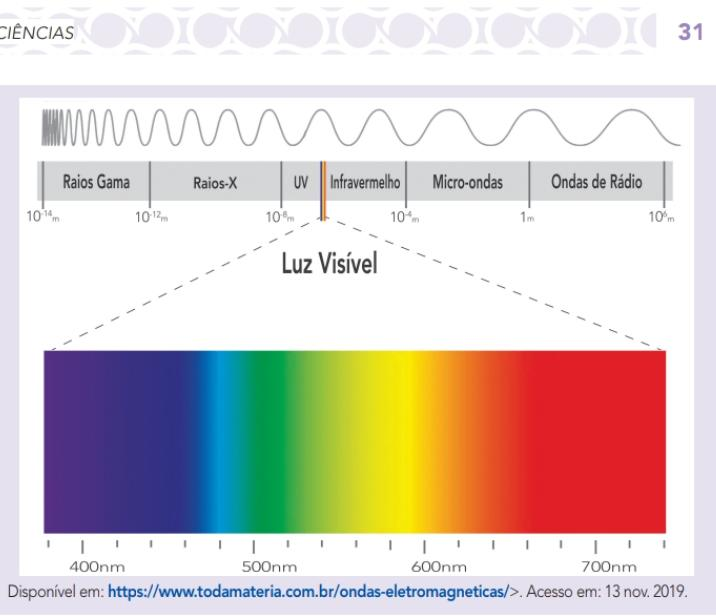 CIÊNCIAS 31
Raios Gama Raios-X UV Infravermelho Micro-ondas Ondas de Rádio
10-14m 10-12m 10-8m 10-4m 1m 106m
Luz Visível
400nm 500nm 600nm 700nm
Disponível em: https://www.todamateria.com.br/ondas-eletromagneticas/>. Acesso em: 13 nov. 2019.